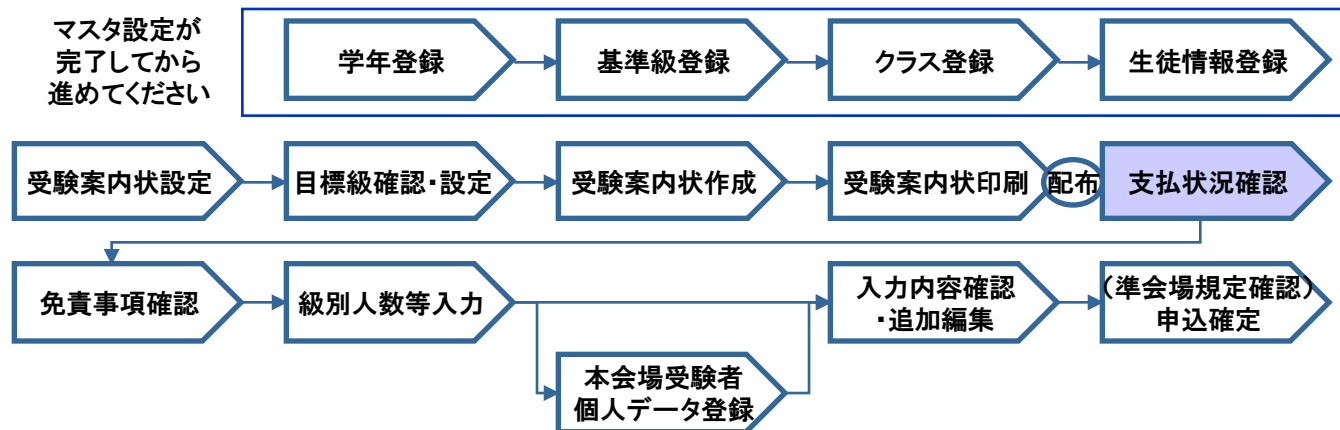 マスタ設定が
完了してから
進めてください
学年登録
基準級登録
クラス登録
生徒情報登録
受験案内状設定
目標級確認・設定
受験案内状作成
受験案内状印刷
配布
支払状況確認
免責事項確認
級別人数等入力
入力内容確認
・追加編集
（準会場規定確認）
申込確定
本会場受験者
個人データ登録